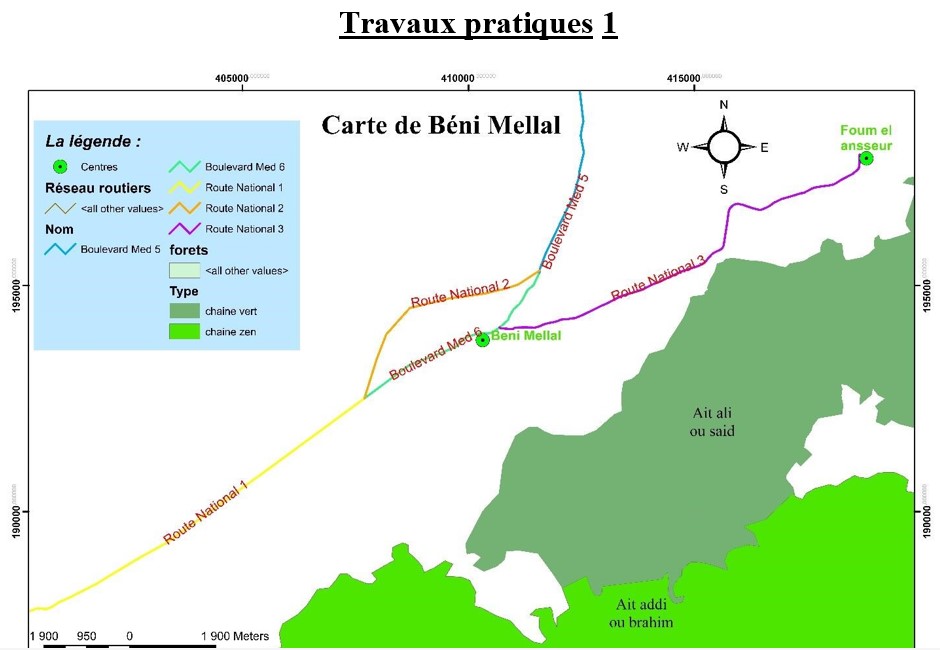 Travaux pratiques 1
405000
410000
415000
Carte de Béni Mellal
N
W
E
S
Foum el
ansseur
La légende :
Centres
Réseau routiers
<all other values>
Nom
Boulevard Med 5
Boulevard Med 6
Route National 1
Route National 2
Route National 3
forets
<all other values>
Type
chaine vert
chaine zen
Boulevard Med 5
Route National 2
Route National 3
Boulevard Med 6
Beni Mellal
Route National 1
195000
195000
190000
190000
Ait ali
ou said
Ait addi
ou brahim
1 900 950 0 1 900 Meters